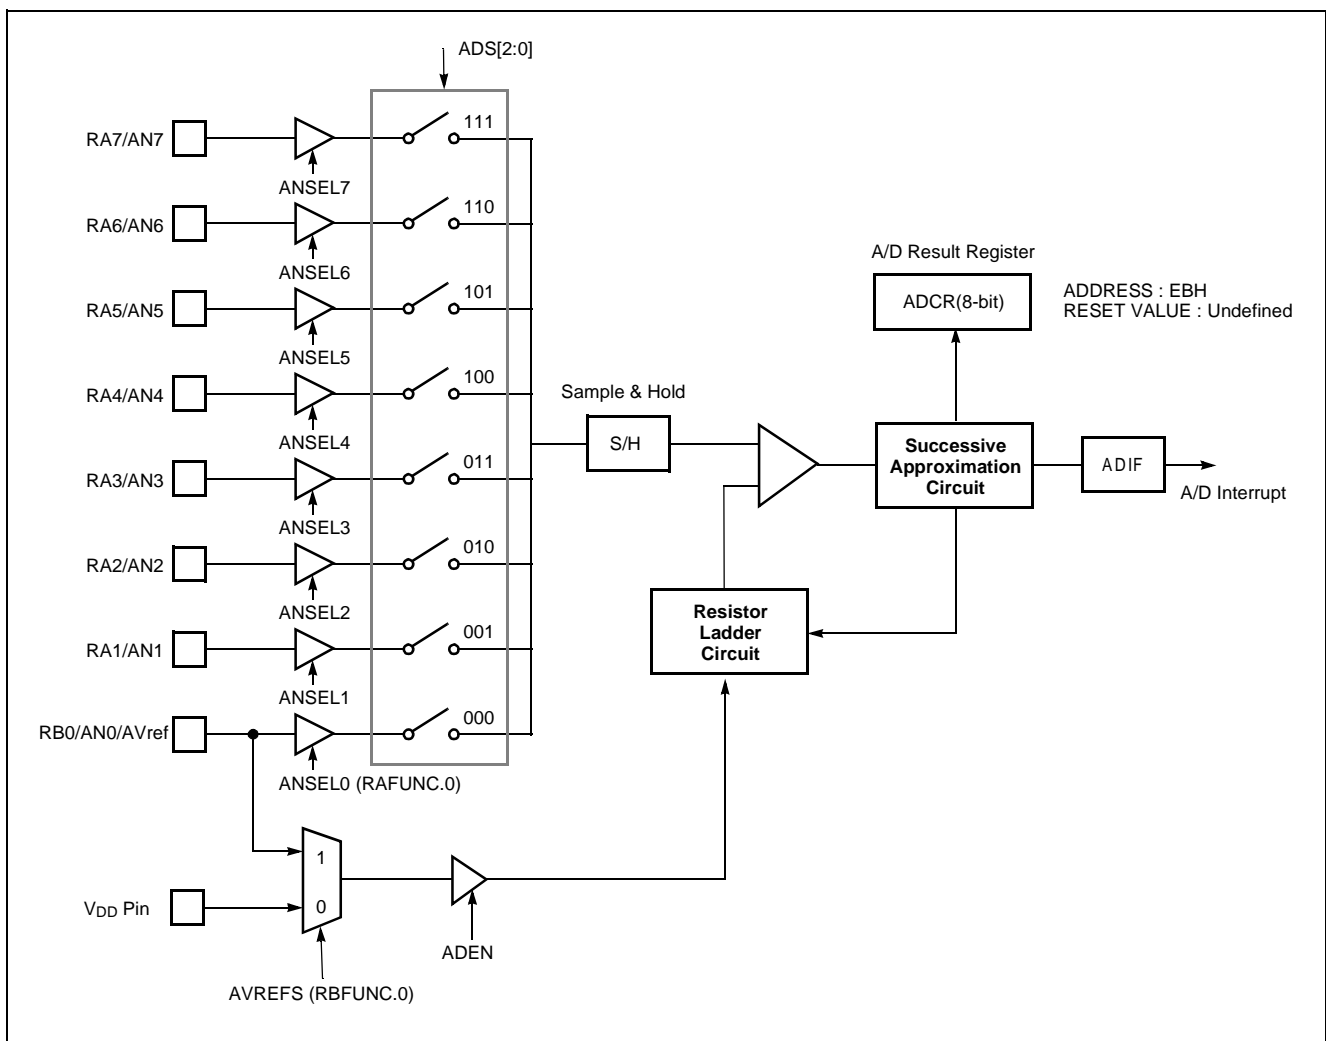 ADS[2:0]
RA7/AN7
111
ANSEL7
RA6/AN6
110
ANSEL6
RA5/AN5
101
ANSEL5
RA4/AN4
100
ANSEL4
RA3/AN3
011
ANSEL3
RA2/AN2
010
ANSEL2
RA1/AN1
001
ANSEL1
RB0/AN0/AVref
000
ANSEL0 (RAFUNC.0)
1
0
VDD Pin
AVREFS (RBFUNC.0)
ADEN
Sample & Hold
S/H
A/D Result Register
ADCR(8-bit)
ADDRESS : EBH
RESET VALUE : Undefined
Successive
Approximation
Circuit
ADIF
A/D Interrupt
Resistor
Ladder
Circuit